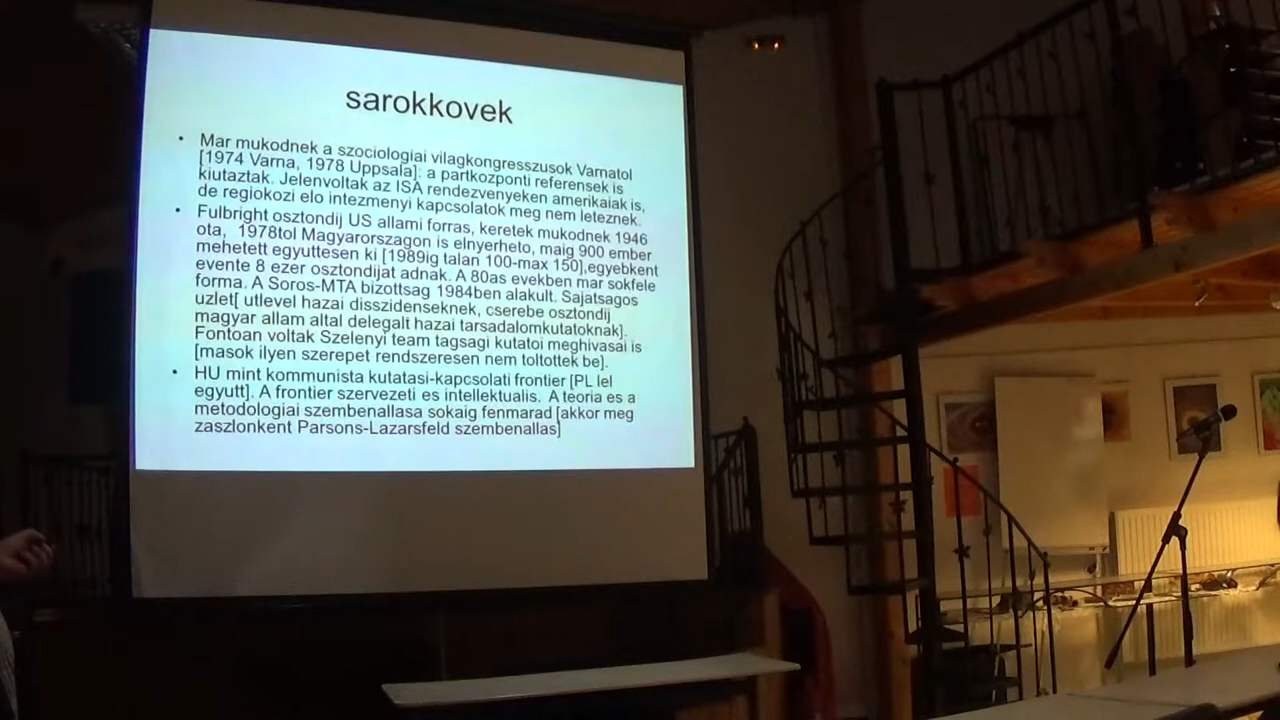 sarokkovek
• Mar mukodnek a szociologiai vilagkongresszusok Varnatol
[1974 Varna, 1978 Uppsala]: a partkozponti referensek is
kiutaztak. Jelenvoltak az ISA rendezvenyeken amerikaiak is,
de regiokozi elo intezmenyi kapcsolatok meg nem leteznek.
• Fulbright osztondij US allami forras, keretek mukodnek 1946
ota, 1978tol Magyarorszagon is elnyerheto, maig 900 ember
mehetett egyuttesen ki [1989ig talan 100-max 150],egyebkent
evente 8 ezer osztondijat adnak. A 80as evekben mar sokfele
forma. A Soros-MTA bizottsag 1984ben alakult. Sajatsagos
uzlet[ utlevel hazai disszidenseknek, cserebe osztondij
magyar allam altal delegalt hazai tarsadalomkutatoknak].
Fontoan voltak Szelenyi team tagsagi kutatoi meghivasai is
[masok ilyen szerepet rendszeresen nem toltottek be].
• HU mint kommunista kutatasi-kapcsolati frontier [PL lel
egyutt]. A frontier szervezeti es intellektualis. A teoria es a
metodologiai szembenallasa sokaig fenmarad [akkor meg
zaszlonkent Parsons-Lazarsfeld szembenallas]